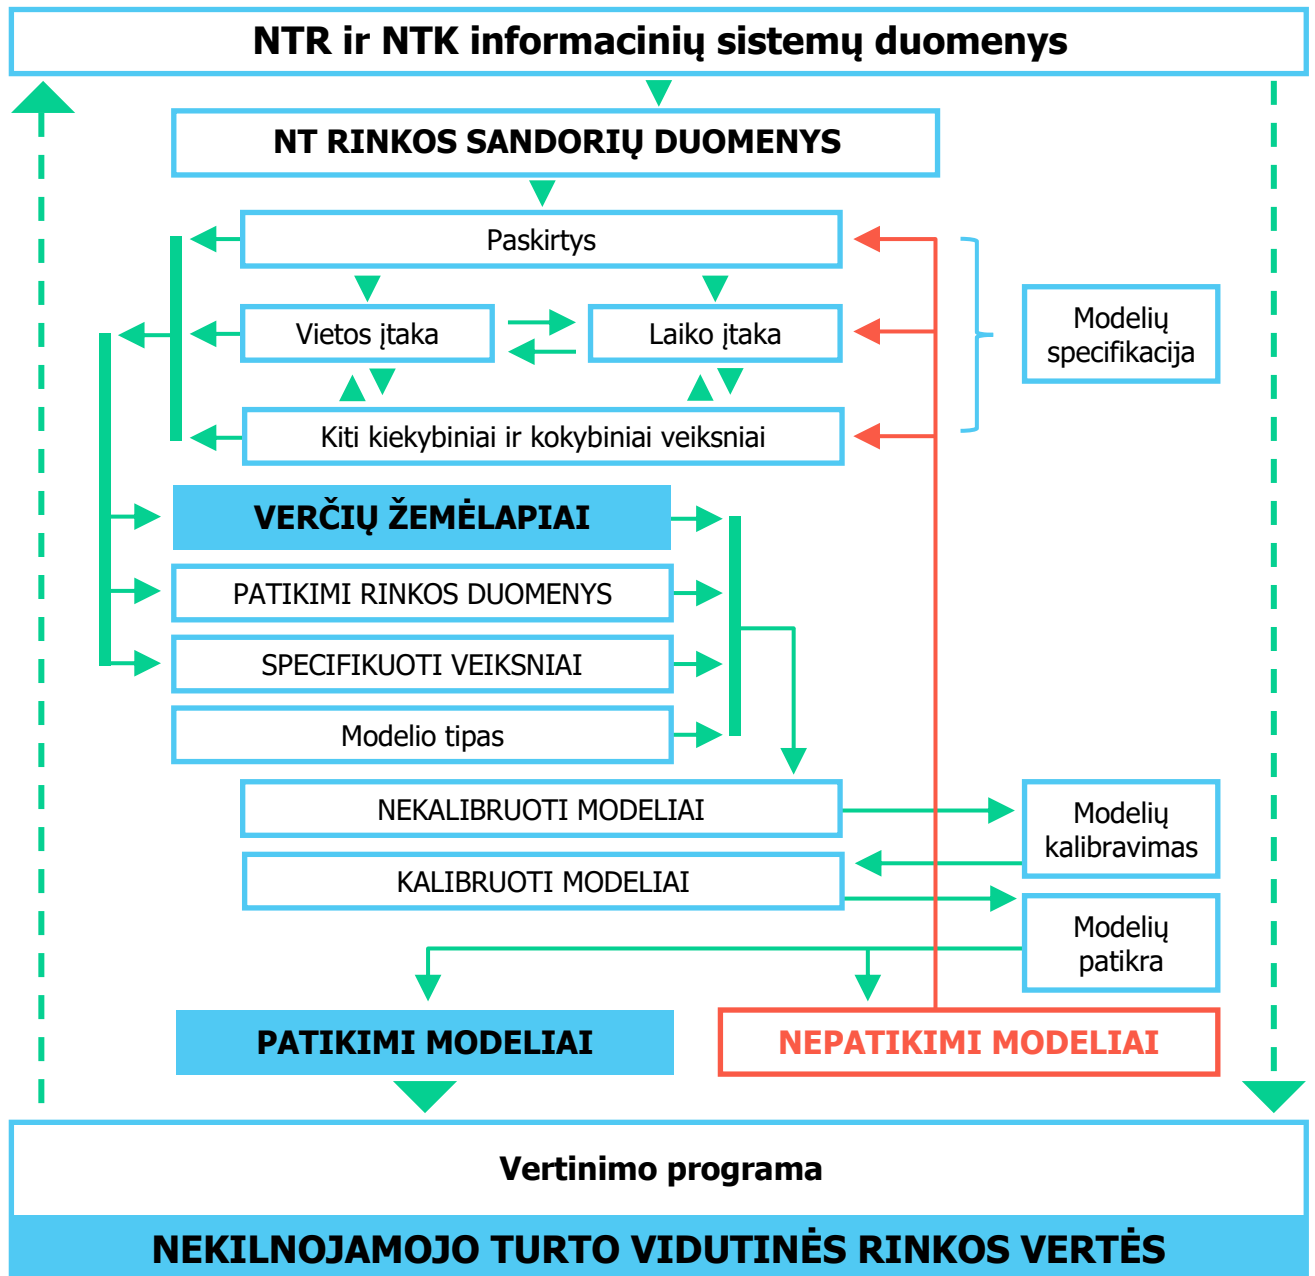 NTR ir NTK informacinių sistemų duomenys
NT RINKOS SANDORIŲ DUOMENYS
Paskirtys
Vietos įtaka
Laiko įtaka
Modelių
specifikacija
Kiti kiekybiniai ir kokybiniai veiksniai
VERČIŲ ŽEMĖLAPIAI
PATIKIMI RINKOS DUOMENYS
SPECIFIKUOTI VEIKSNIAI
Modelio tipas
NEKALIBRUOTI MODELIAI
Modelių
kalibravimas
KALIBRUOTI MODELIAI
Modelių
patikra
PATIKIMI MODELIAI
NEPATIKIMI MODELIAI
Vertinimo programa
NEKILNOJAMOJO TURTO VIDUTINĖS RINKOS VERTĖS